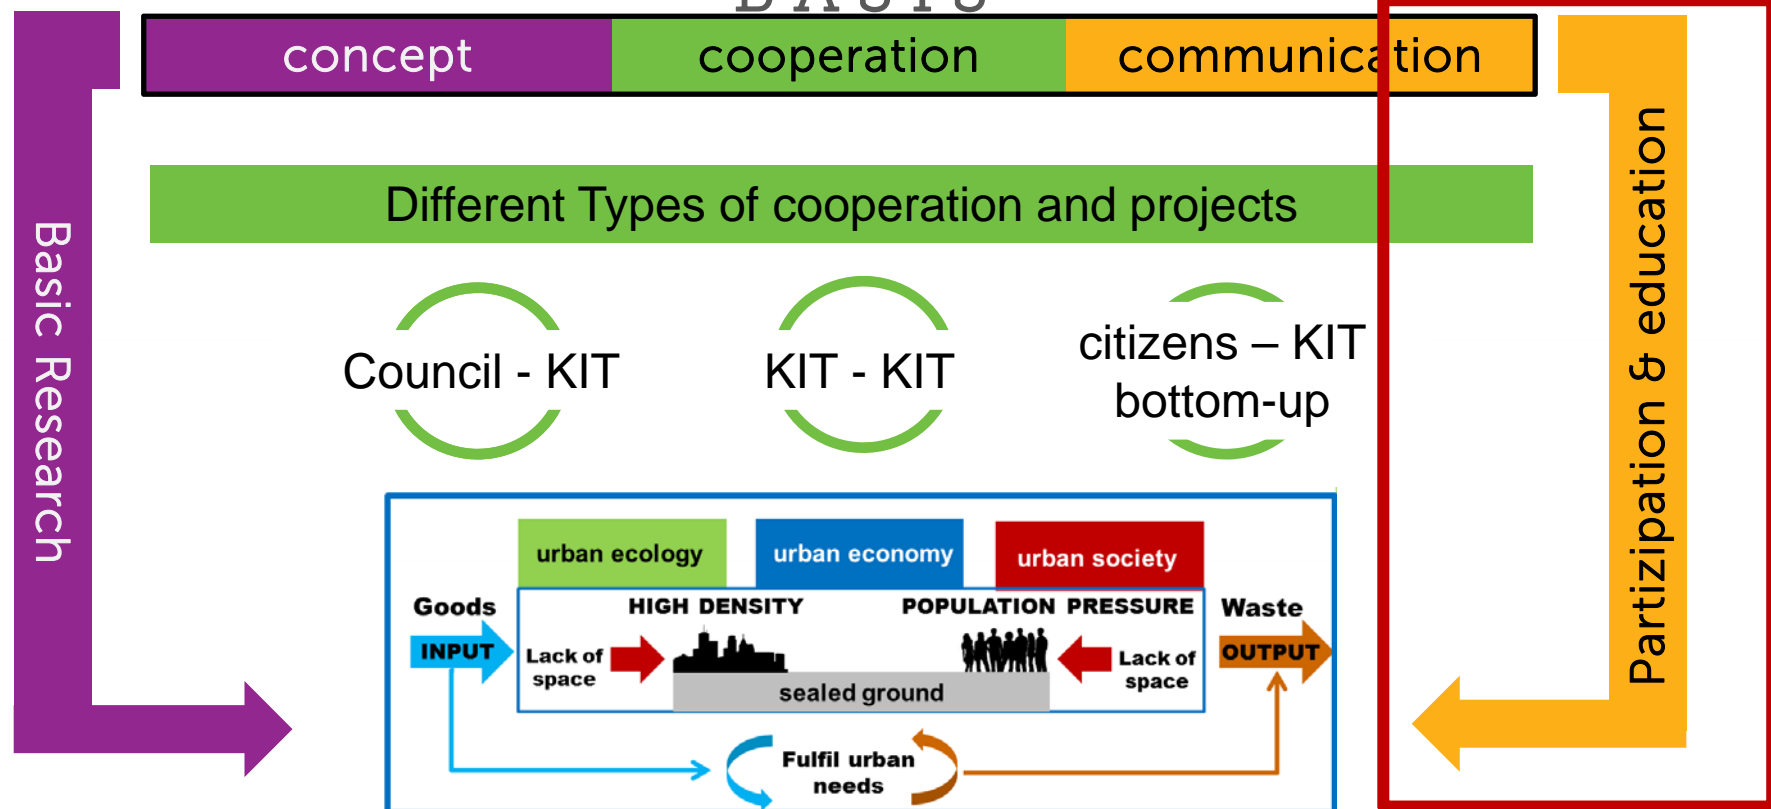 BASIS
concept cooperation communication
Different Types of cooperation and projects
Basic Research
Council - KIT
KIT - KIT
citizens – KIT
bottom-up
Partizipation & education
urban ecology urban economy urban society
Goods
HIGH DENSITY
POPULATION PRESSURE
Waste
INPUT
Lack of
space
Lack of
space
OUTPUT
sealed ground
Fulfil urban
needs